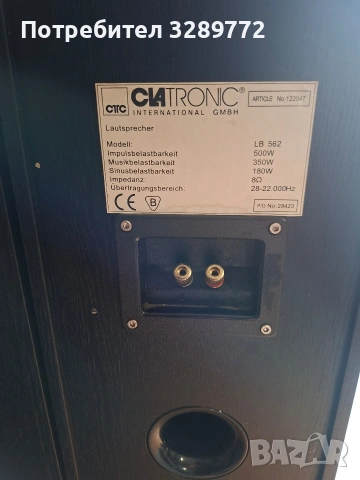 Потребител 3289772
CTC
CLATRONIC®
INTERNATIONAL GMBH
ARTICLE No.122047
Lautsprecher
Modell: LB 562
Impulsbelastbarkeit 500W
Musikbelastbarkeit 350W
Sinusbelastbarkeit 180W
Impedanz: 8Ω
Übertragungsbereich: 28-22.000Hz
CE B
P/O No. 28423
BAZAR